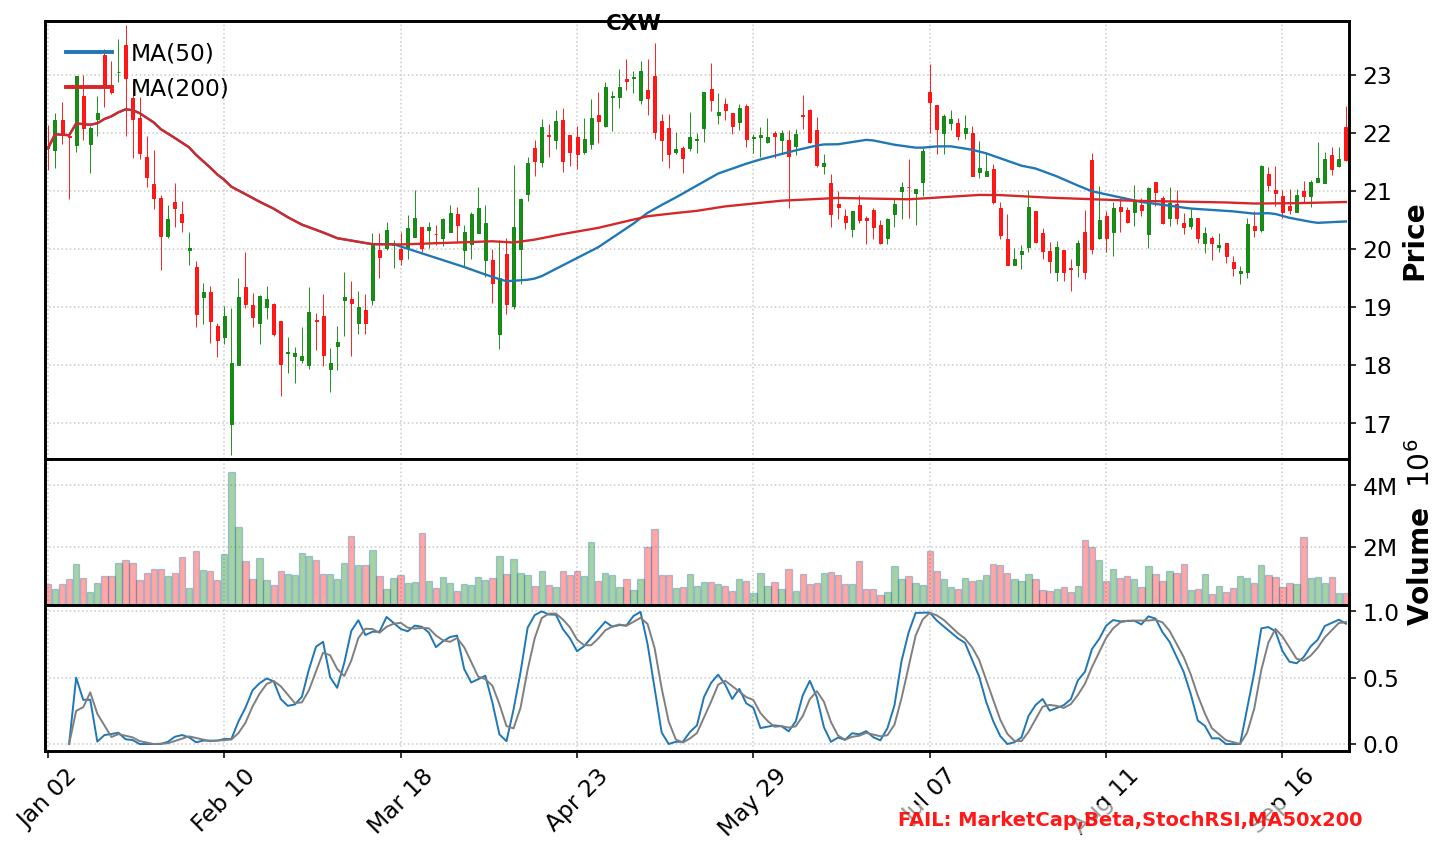 CXW
MA(50)
MA(200)
23
22
21
20
19
18
17
Price
4M
2M
Volume 10^6
1.0
0.5
0.0
Jan 02
Feb 10
Mar 18
Apr 23
May 29
Jul 07
Aug 11
Sep 16
FAIL: MarketCap,Beta,StochRSI,MA50x200